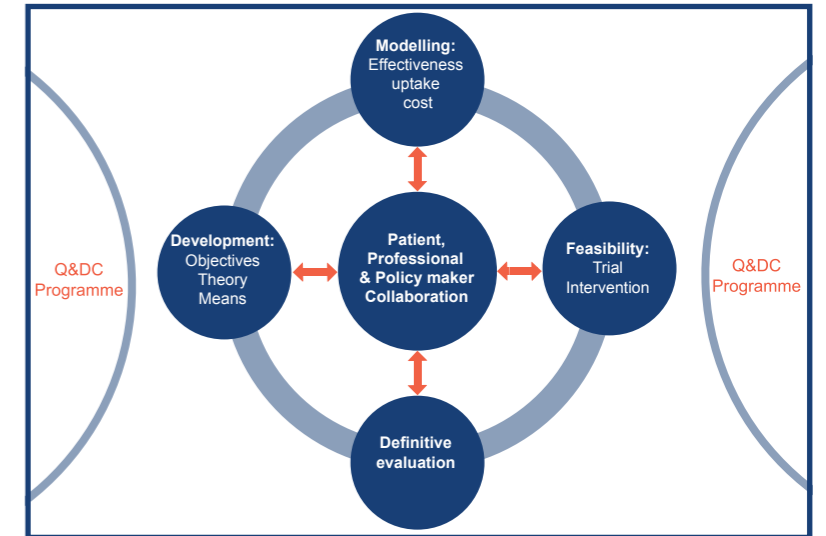 Modelling:
Effectiveness
uptake
cost
Development:
Objectives
Theory
Means
Patient,
Professional
& Policy maker
Collaboration
Feasibility:
Trial
Intervention
Q&DC
Programme
Q&DC
Programme
Definitive
evaluation